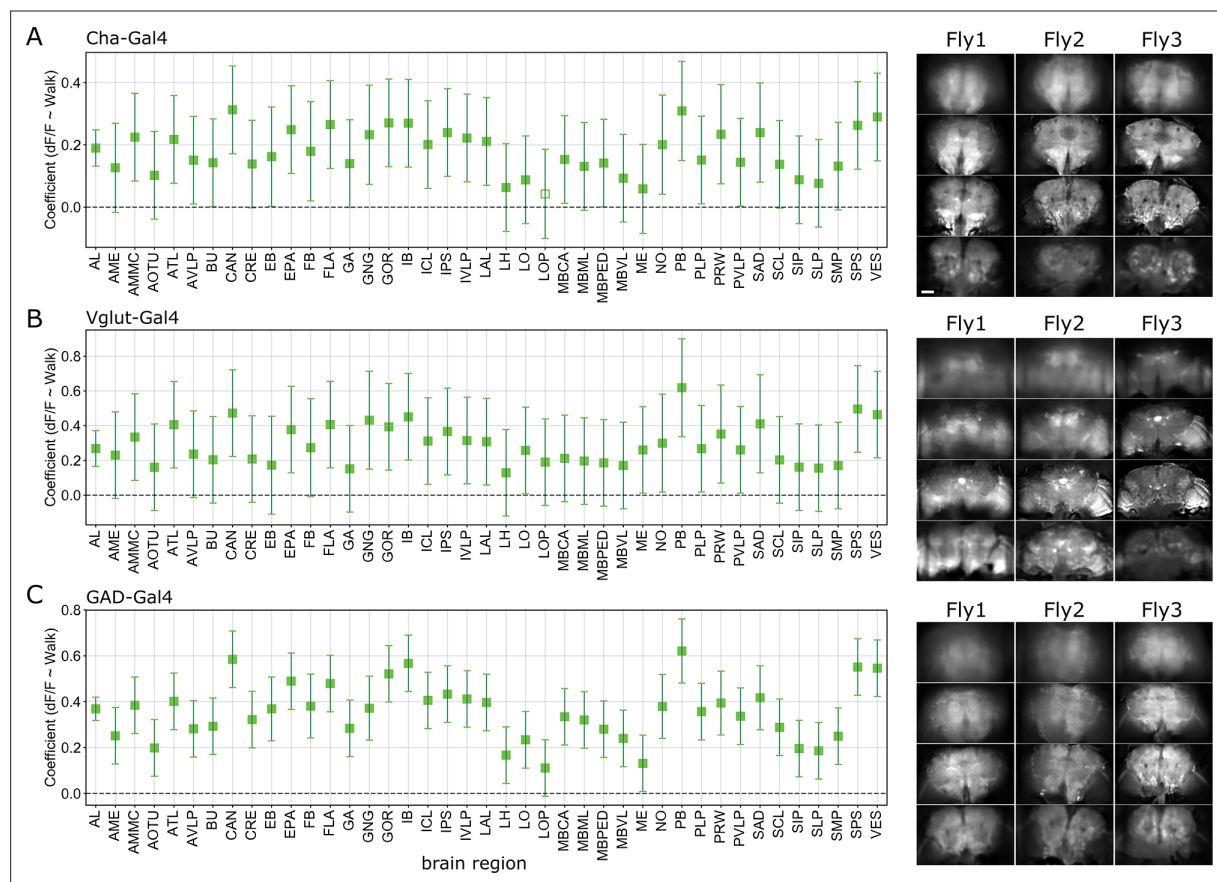 A
Cha-Gal4
Fly1 Fly2 Fly3
Coefficient (dF/F ~ Walk)
0.4
0.2
0.0
AL AME AMMC AOTU ATL AVLP BU CAN CRE EB EPA FB FLA GA GNG GOR IB ICL IPS IVLP LAL LH LO LOP MBCA MBML MBPED MBVL ME NO PB PLP PRW PVLP SAD SCL SIP SLP SMP SPS VES
B
Vglut-Gal4
Fly1 Fly2 Fly3
Coefficient (dF/F ~ Walk)
0.8
0.6
0.4
0.2
0.0
AL AME AMMC AOTU ATL AVLP BU CAN CRE EB EPA FB FLA GA GNG GOR IB ICL IPS IVLP LAL LH LO LOP MBCA MBML MBPED MBVL ME NO PB PLP PRW PVLP SAD SCL SIP SLP SMP SPS VES
C
GAD-Gal4
Fly1 Fly2 Fly3
Coefficient (dF/F ~ Walk)
0.8
0.6
0.4
0.2
0.0
AL AME AMMC AOTU ATL AVLP BU CAN CRE EB EPA FB FLA GA GNG GOR IB ICL IPS IVLP LAL LH LO LOP MBCA MBML MBPED MBVL ME NO PB PLP PRW PVLP SAD SCL SIP SLP SMP SPS VES
brain region